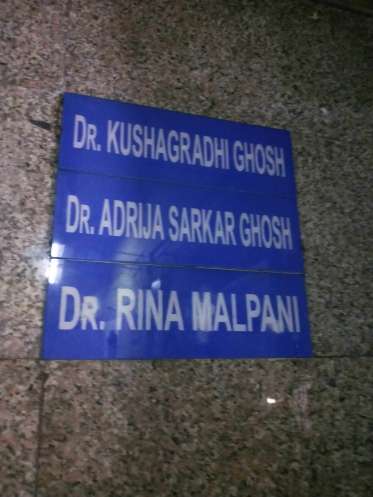 DR. KUSHAGRADHI GHOSH
DR. ADRIJA SARKAR GHOSH
DR. RINA MALPANI